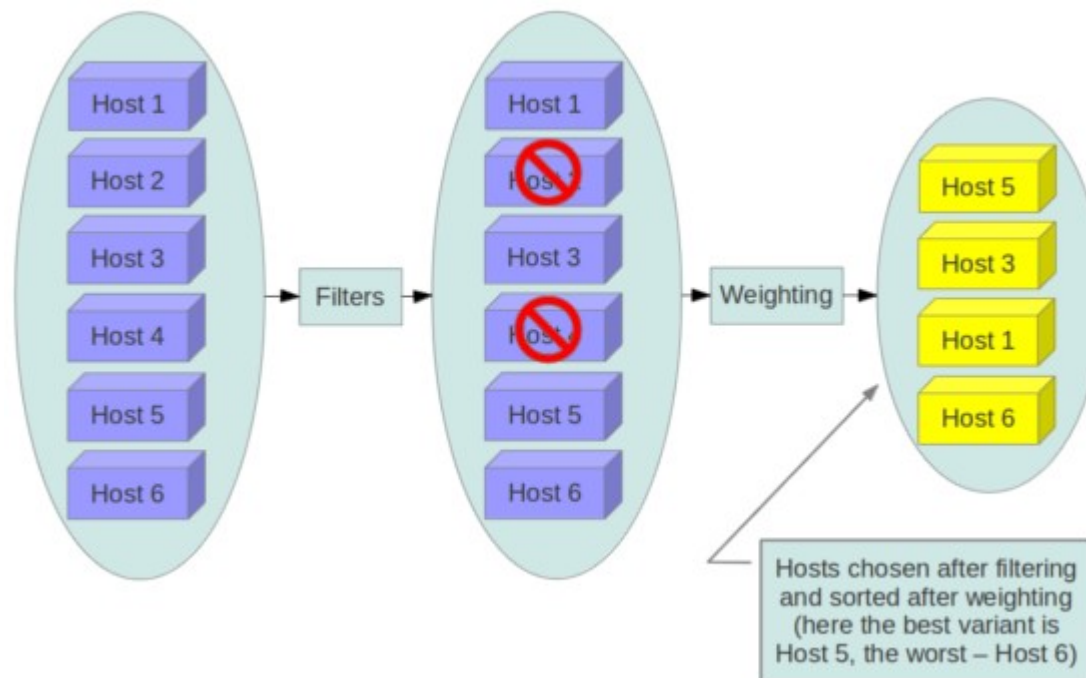 Host 1
Host 2
Host 3
Host 4
Host 5
Host 6
Filters
Host 1
Host
Host 3
Host
Host 5
Host 6
Weighting
Host 5
Host 3
Host 1
Host 6
Hosts chosen after filtering
and sorted after weighting
(here the best variant is
Host 5, the worst – Host 6)